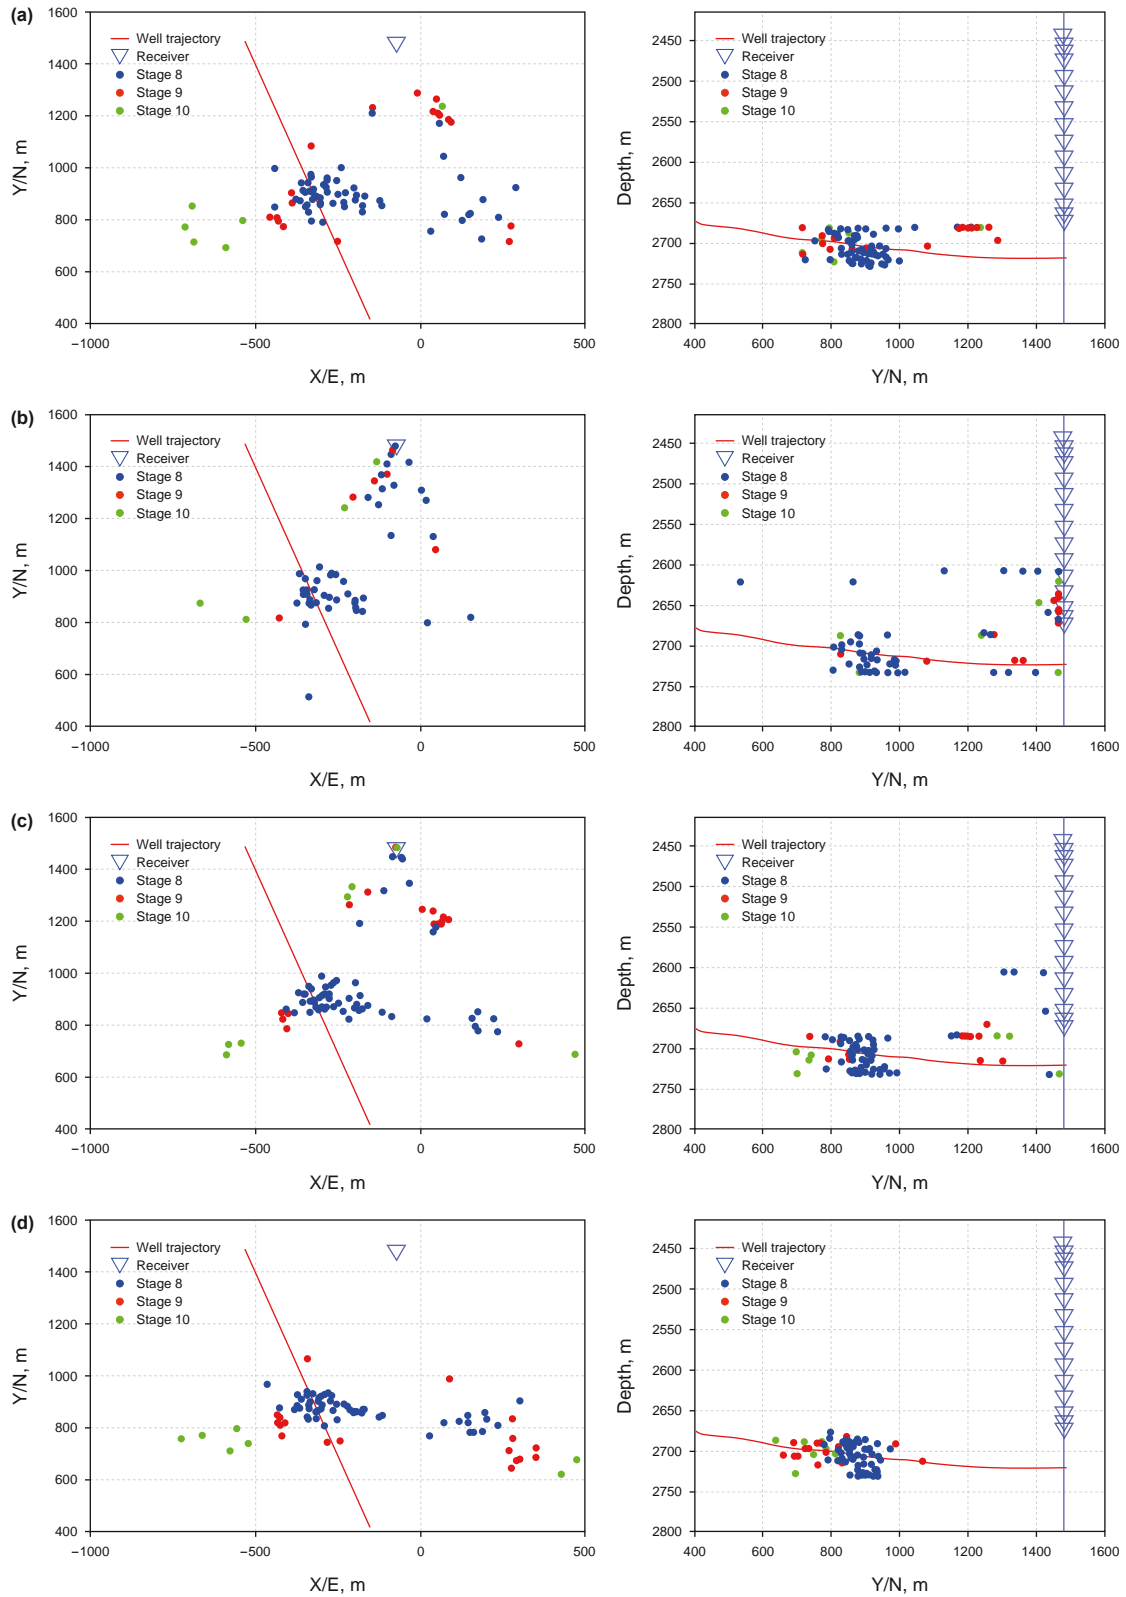 (a)
1600
1400
1200
1000
800
600
400
Y/N, m
−1000
−500
0
500
X/E, m
Well trajectory
Receiver
Stage 8
Stage 9
Stage 10
2450
2500
2550
2600
2650
2700
2750
2800
Depth, m
400
600
800
1000
1200
1400
1600
Y/N, m
Well trajectory
Receiver
Stage 8
Stage 9
Stage 10
(b)
1600
1400
1200
1000
800
600
400
Y/N, m
−1000
−500
0
500
X/E, m
Well trajectory
Receiver
Stage 8
Stage 9
Stage 10
2450
2500
2550
2600
2650
2700
2750
2800
Depth, m
400
600
800
1000
1200
1400
1600
Y/N, m
Well trajectory
Receiver
Stage 8
Stage 9
Stage 10
(c)
1600
1400
1200
1000
800
600
400
Y/N, m
−1000
−500
0
500
X/E, m
Well trajectory
Receiver
Stage 8
Stage 9
Stage 10
2450
2500
2550
2600
2650
2700
2750
2800
Depth, m
400
600
800
1000
1200
1400
1600
Y/N, m
Well trajectory
Receiver
Stage 8
Stage 9
Stage 10
(d)
1600
1400
1200
1000
800
600
400
Y/N, m
−1000
−500
0
500
X/E, m
Well trajectory
Receiver
Stage 8
Stage 9
Stage 10
2450
2500
2550
2600
2650
2700
2750
2800
Depth, m
400
600
800
1000
1200
1400
1600
Y/N, m
Well trajectory
Receiver
Stage 8
Stage 9
Stage 10